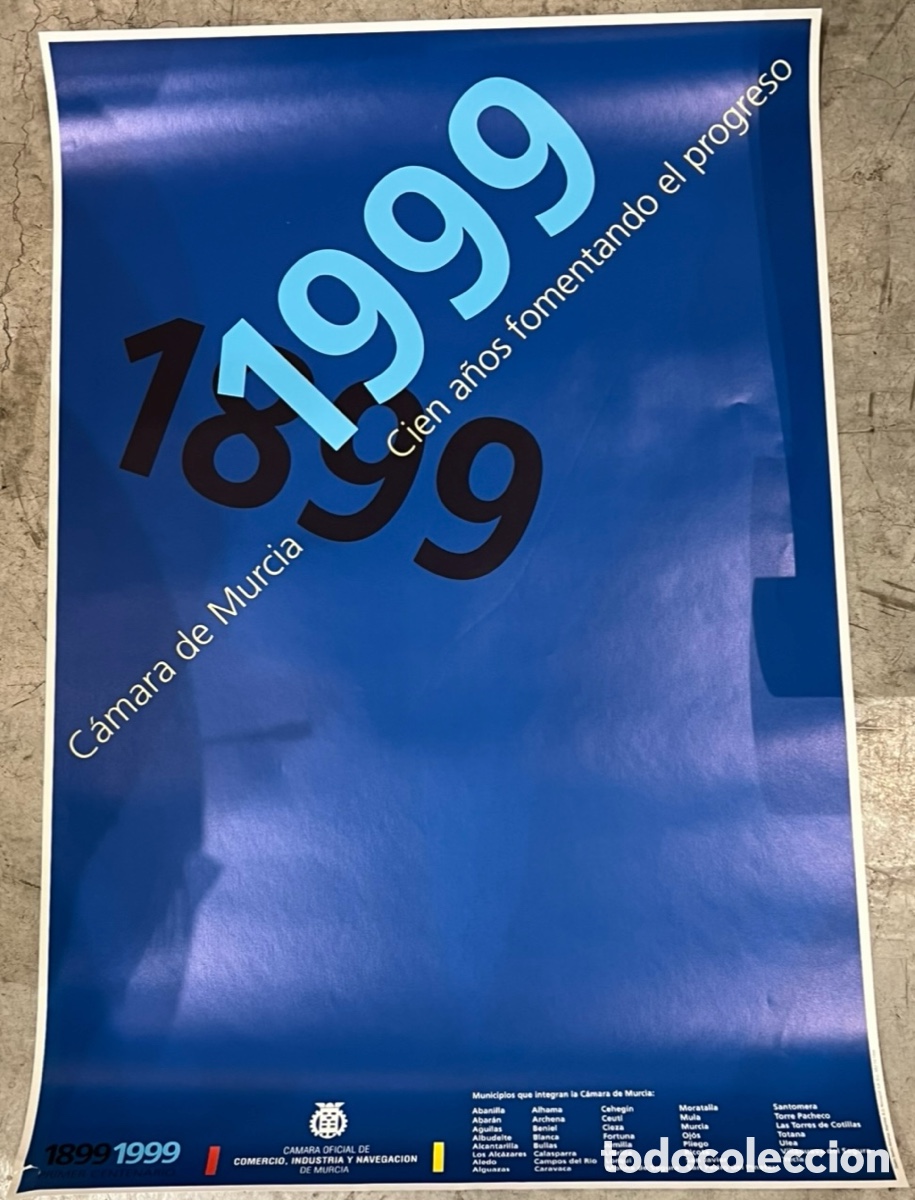 1999
1899
Cámara de Murcia
Cien años fomentando el progreso
18991999
CAMARA OFICIAL DE
COMERCIO, INDUSTRIA Y NAVEGACION
DE MURCIA
Municipios que integran la Cámara de Murcia:
Abanilla
Abarán
Aguilas
Albudeite
Alcantarilla
Los Alcázares
Aledo
Alguazas
Alhama
Archena
Beniel
Blanca
Bullas
Calasparra
Campos del Río
Caravaca
Cehegín
Ceutí
Cieza
Fortuna
Moratalla
Mula
Murcia
Ojós
Pliego
Santomera
Torre Pacheco
Las Torres de Cotillas
Totana
Ulea
todocoleccion